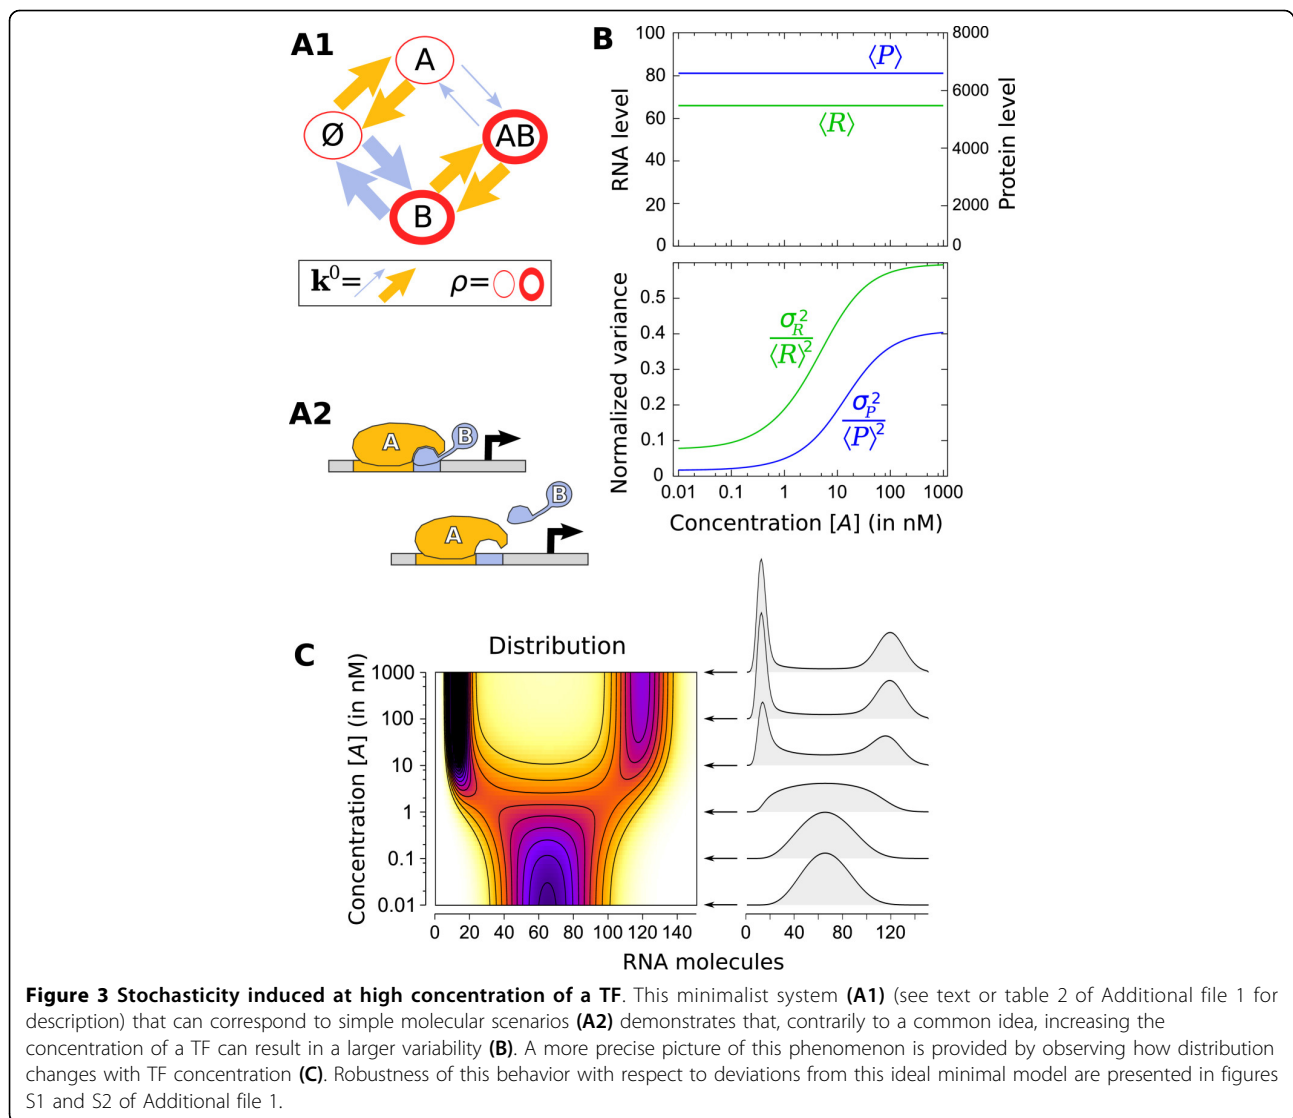 A1
A
Ø
AB
B
k⁰= ρ=
A2
A
B
A
B
B
100
80
60
40
20
0
RNA level
⟨P⟩
⟨R⟩
8000
6000
4000
2000
0
Protein level
0.5
0.4
0.3
0.2
0.1
0
Normalized variance
σ_R²
⟨R⟩²
σ_P²
⟨P⟩²
0.01 0.1 1 10 100 1000
Concentration [A] (in nM)
C
Distribution
Concentration [A] (in nM)
1000
100
10
1
0.1
0.01
0 20 40 60 80 100 120 140
0 40 80 120
RNA molecules
Figure 3 Stochasticity induced at high concentration of a TF. This minimalist system (A1) (see text or table 2 of Additional file 1 for
description) that can correspond to simple molecular scenarios (A2) demonstrates that, contrarily to a common idea, increasing the
concentration of a TF can result in a larger variability (B). A more precise picture of this phenomenon is provided by observing how distribution
changes with TF concentration (C). Robustness of this behavior with respect to deviations from this ideal minimal model are presented in figures
S1 and S2 of Additional file 1.